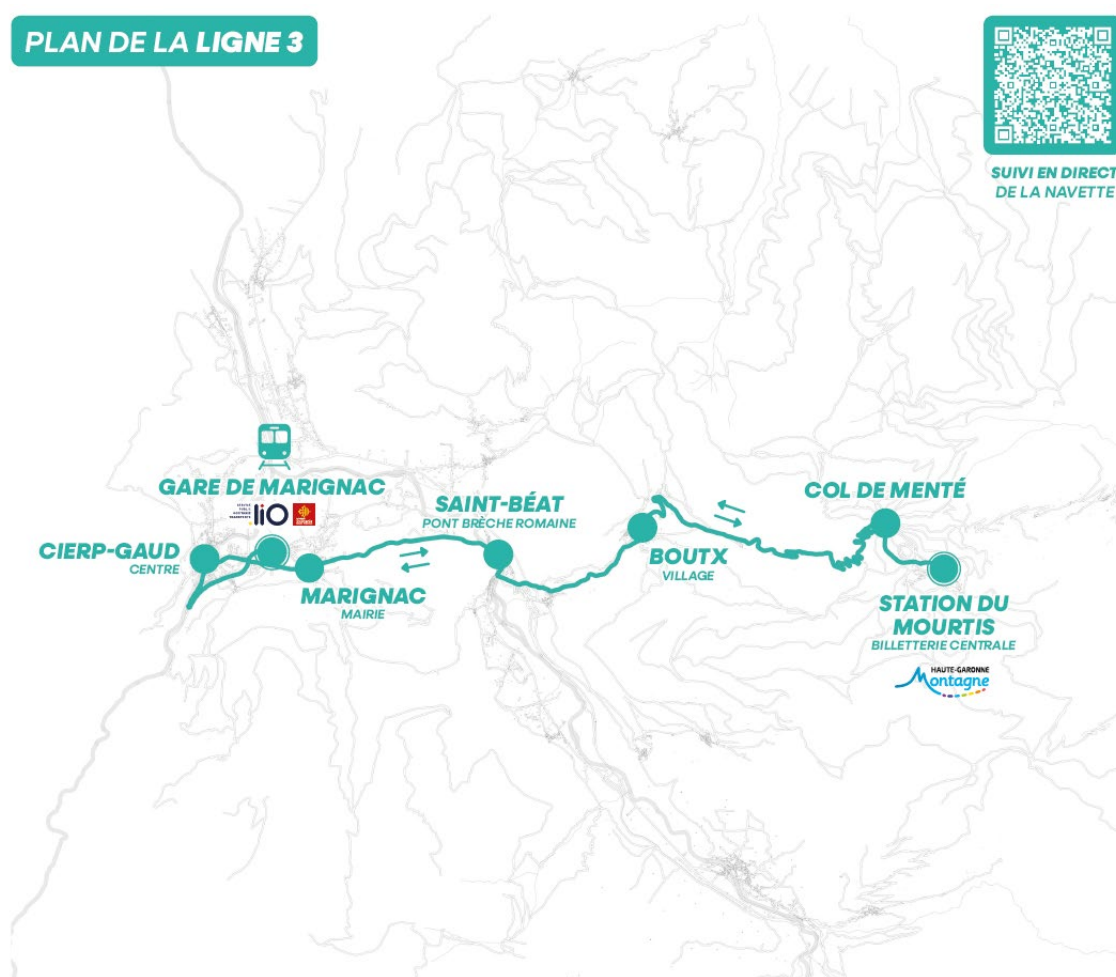 PLAN DE LA LIGNE 3
SUIVI EN DIRECT
DE LA NAVETTE
GARE DE MARIGNAC
liO
CIERP-GAUD
CENTRE
MARIGNAC
MAIRIE
SAINT-BÉAT
PONT BRÈCHE ROMAINE
BOUTX
VILLAGE
COL DE MENTÉ
STATION DU
MOURTIS
BILLETTERIE CENTRALE
HAUTE-GARONNE
Montagne